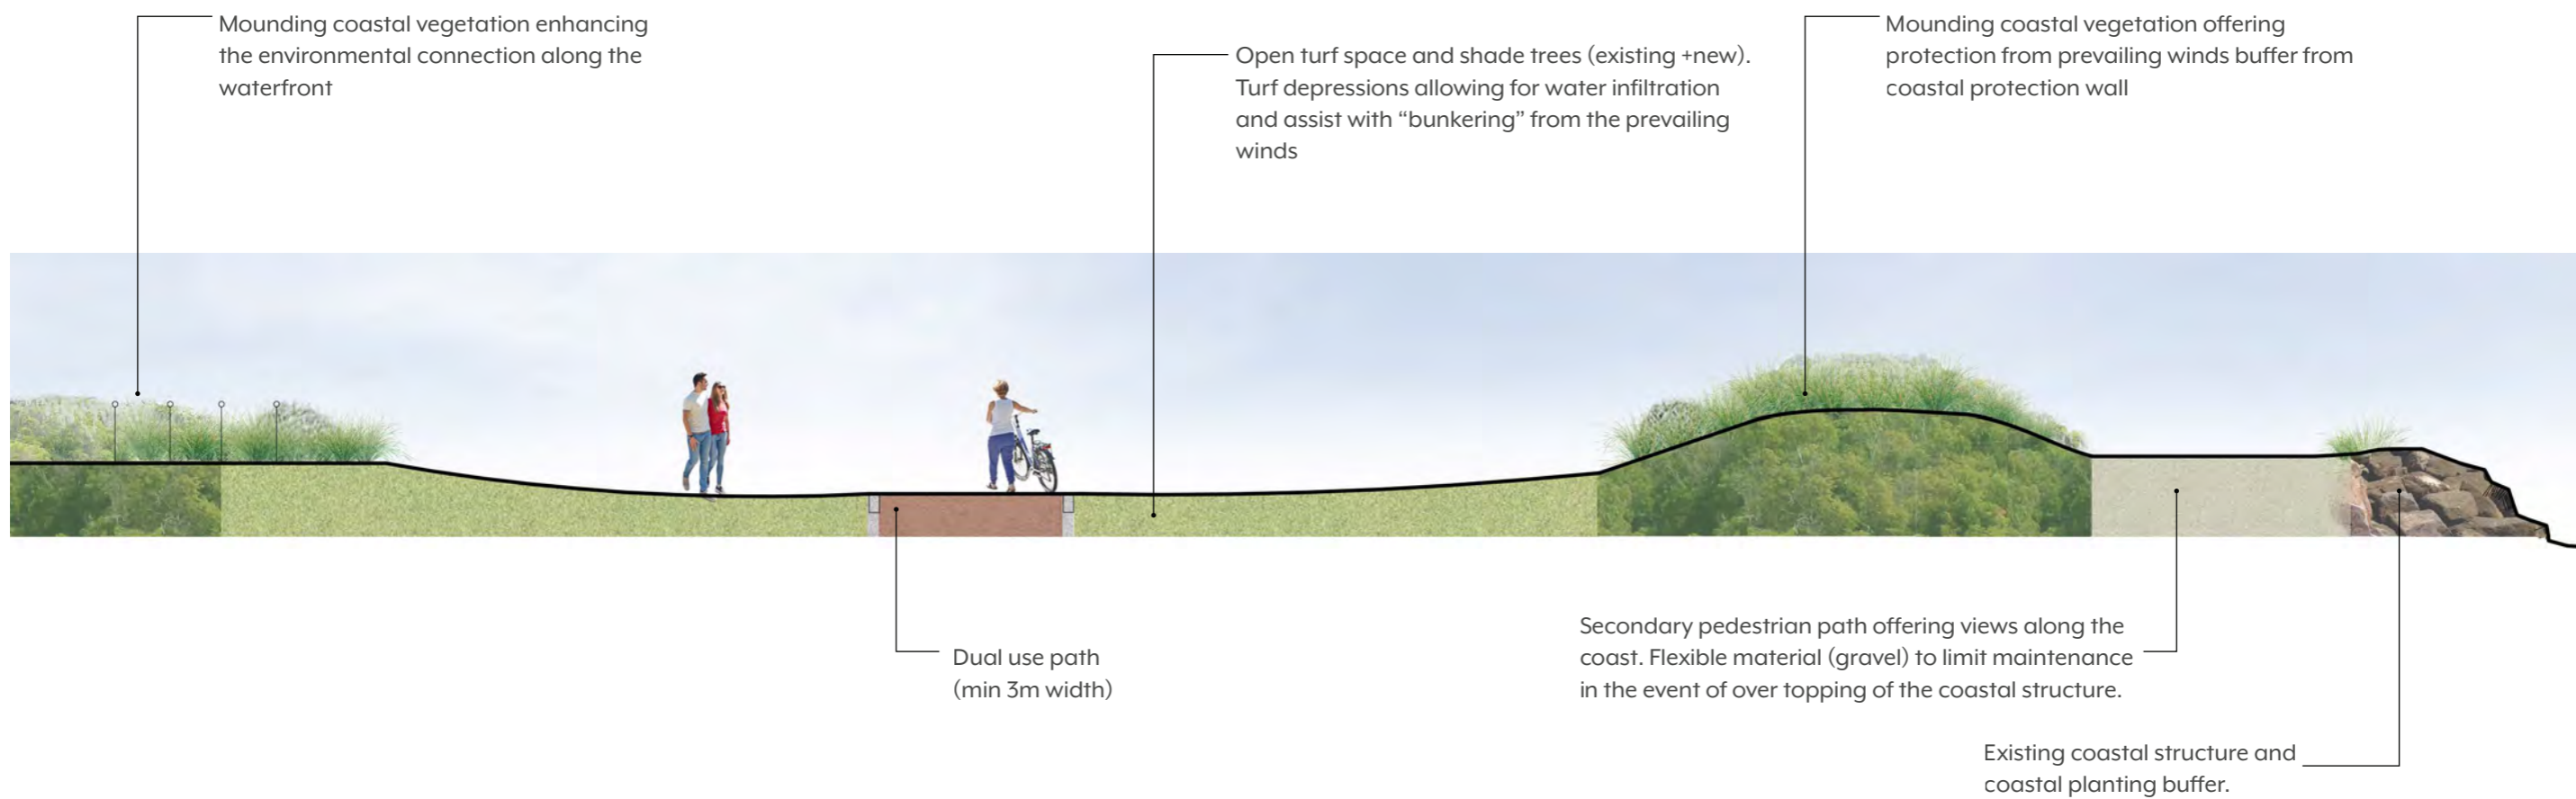 Mounding coastal vegetation enhancing
the environmental connection along the
waterfront
Open turf space and shade trees (existing +new).
Turf depressions allowing for water infiltration
and assist with “bunkering” from the prevailing
winds
Mounding coastal vegetation offering
protection from prevailing winds buffer from
coastal protection wall
Dual use path
(min 3m width)
Secondary pedestrian path offering views along the
coast. Flexible material (gravel) to limit maintenance
in the event of over topping of the coastal structure.
Existing coastal structure and
coastal planting buffer.